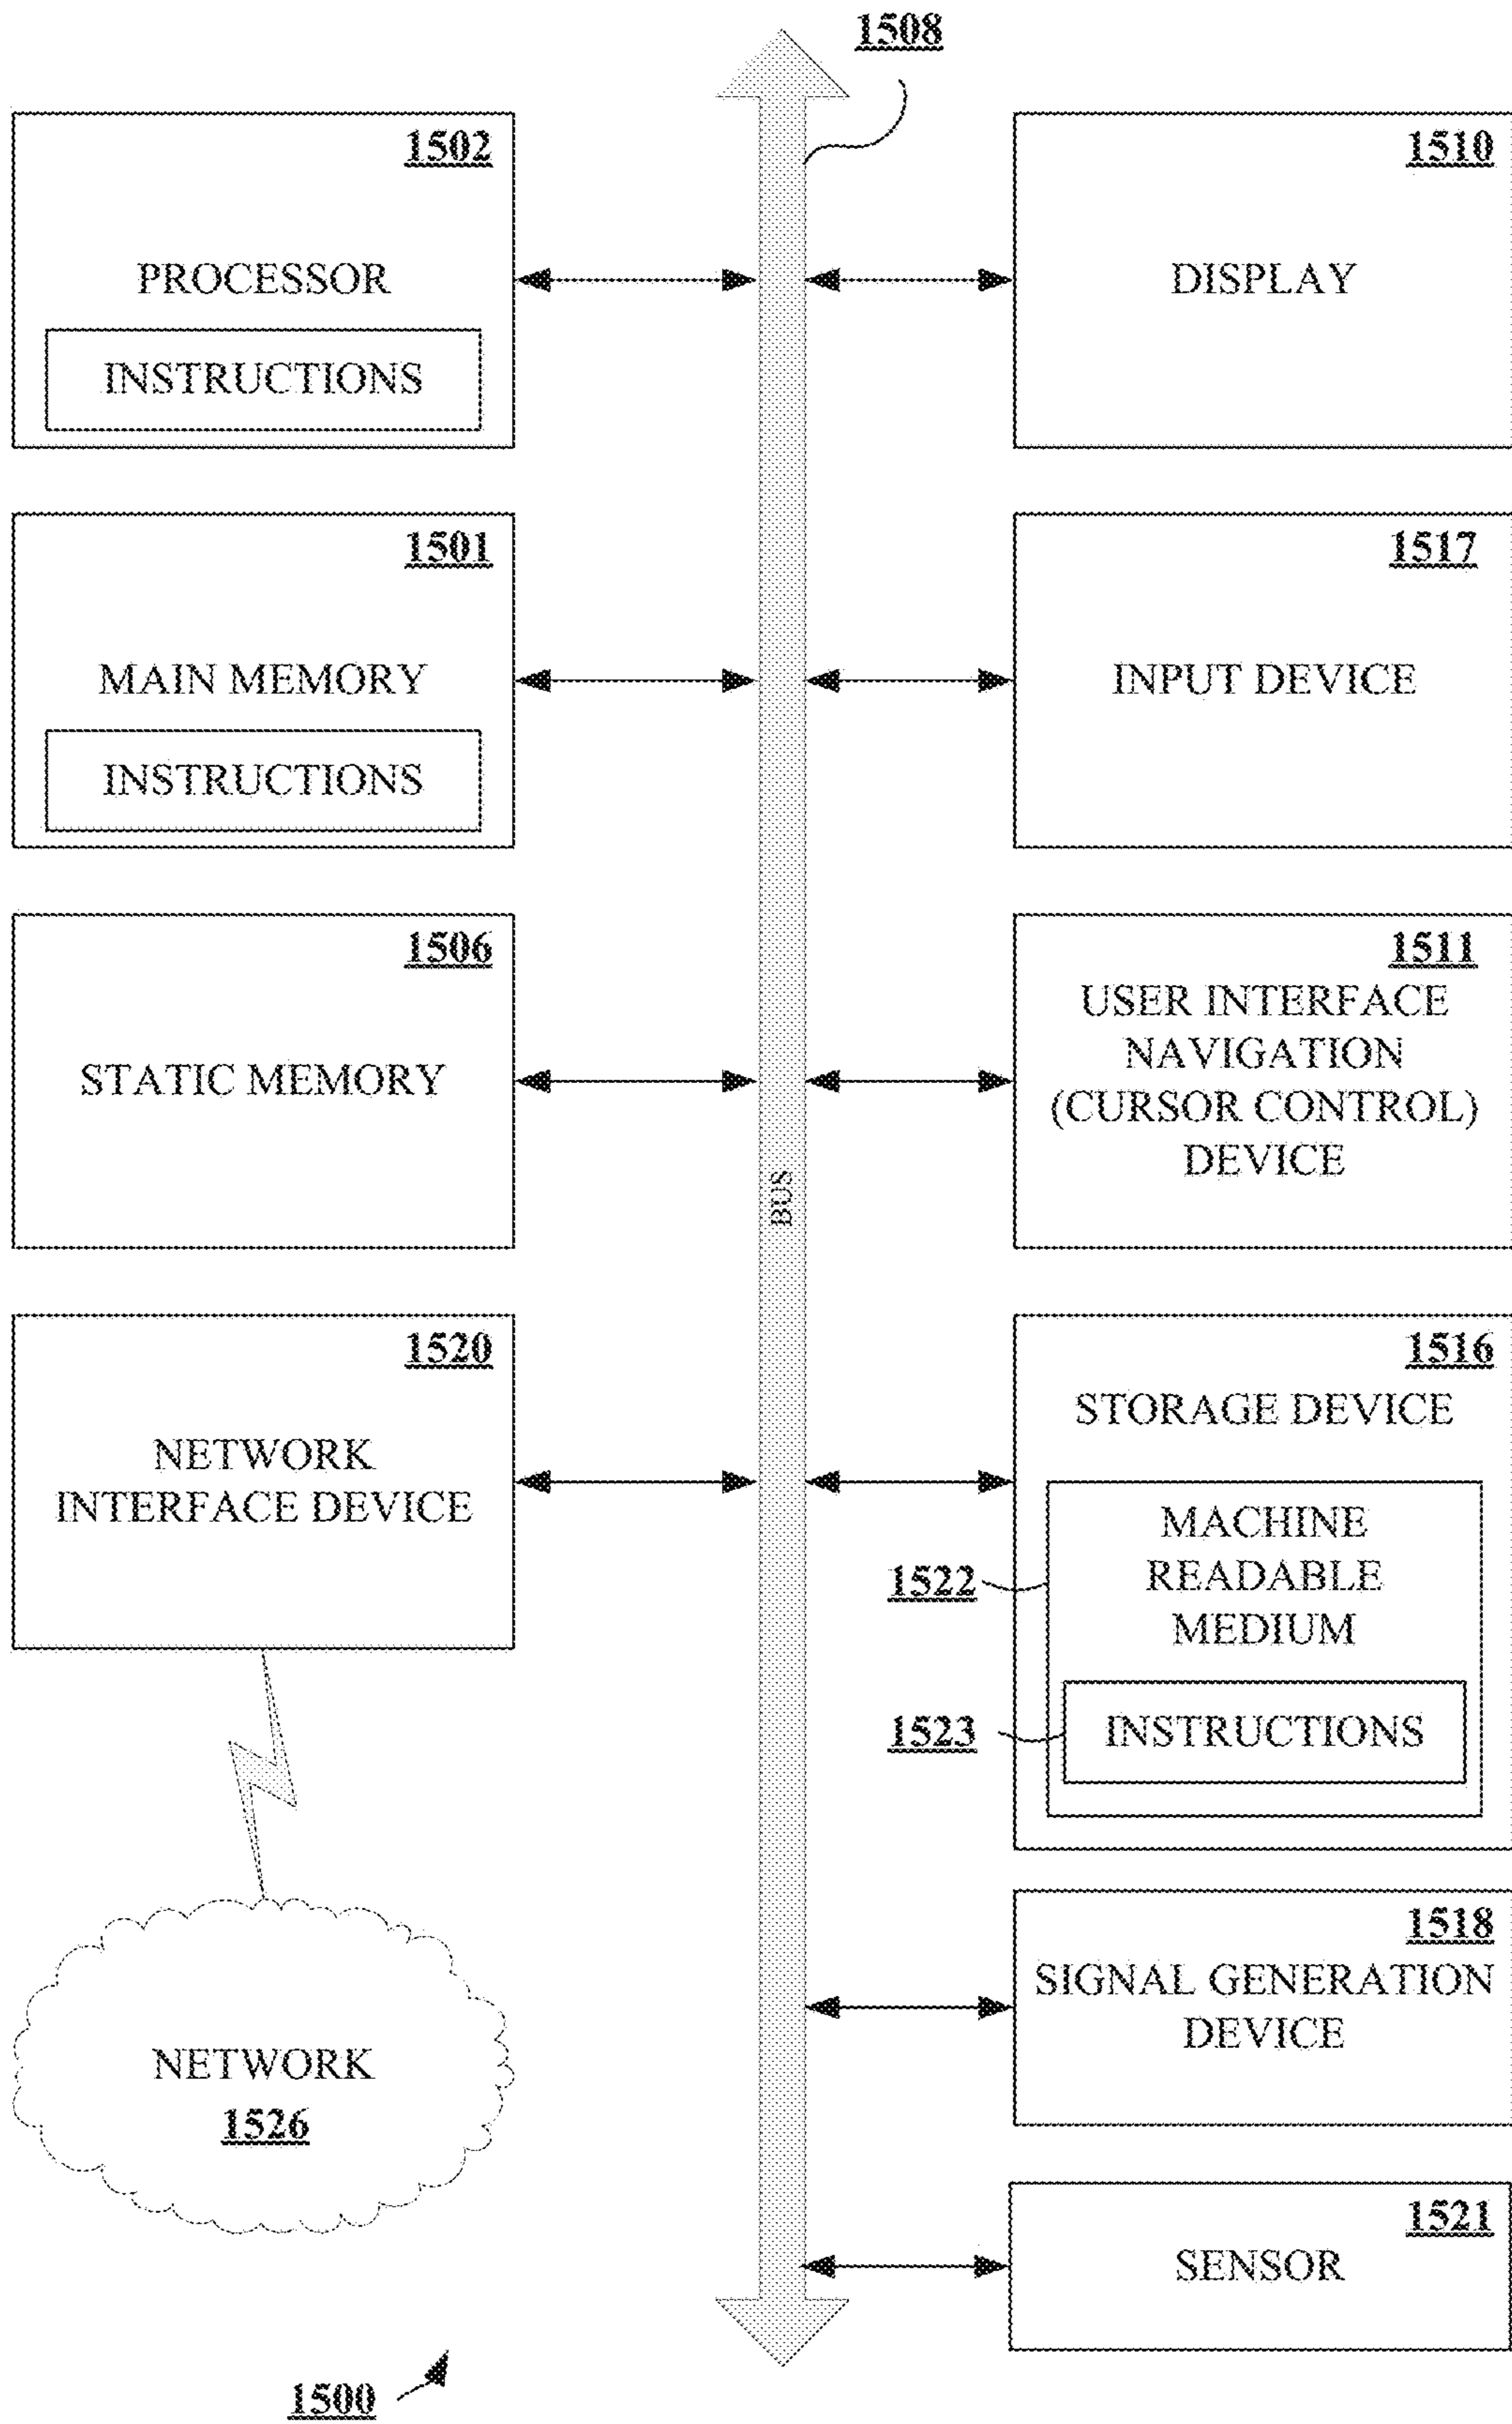 1508
1502
PROCESSOR
INSTRUCTIONS
1510
DISPLAY
1501
MAIN MEMORY
INSTRUCTIONS
1517
INPUT DEVICE
1506
STATIC MEMORY
1511
USER INTERFACE
NAVIGATION
(CURSOR CONTROL)
DEVICE
BUS
1520
NETWORK
INTERFACE DEVICE
1516
STORAGE DEVICE
MACHINE
READABLE
MEDIUM
1522
INSTRUCTIONS
1523
1518
SIGNAL GENERATION
DEVICE
NETWORK
1526
1521
SENSOR
1500